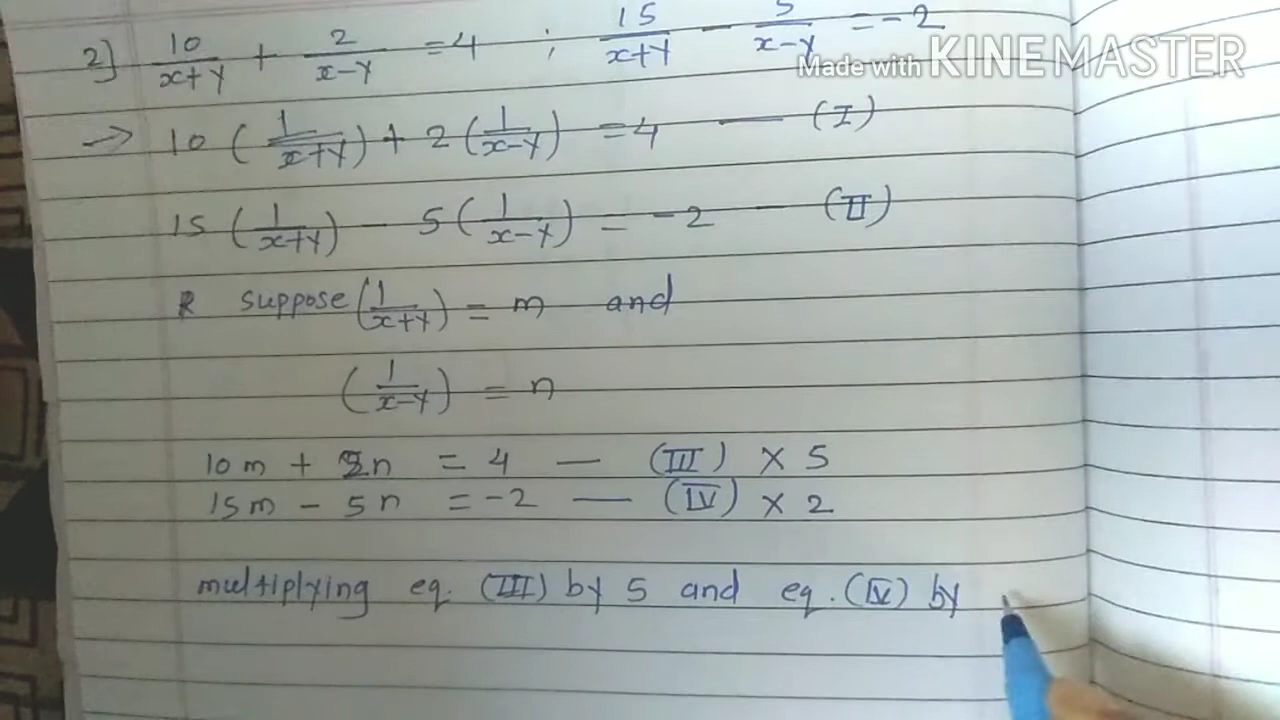 2] 10/(x+y) + 2/(x-y) = 4 ; 15/(x+y) - 5/(x-y) = -2
Made with KINEMASTER
→ 10 (1/(x+y)) + 2 (1/(x-y)) = 4 — (I)
15 (1/(x+y)) - 5 (1/(x-y)) = -2 — (II)
suppose (1/(x+y)) = m and
(1/(x-y)) = n
10m + 2n = 4 — (III) × 5
15m - 5n = -2 — (IV) × 2
multiplying eq. (III) by 5 and eq. (IV) by